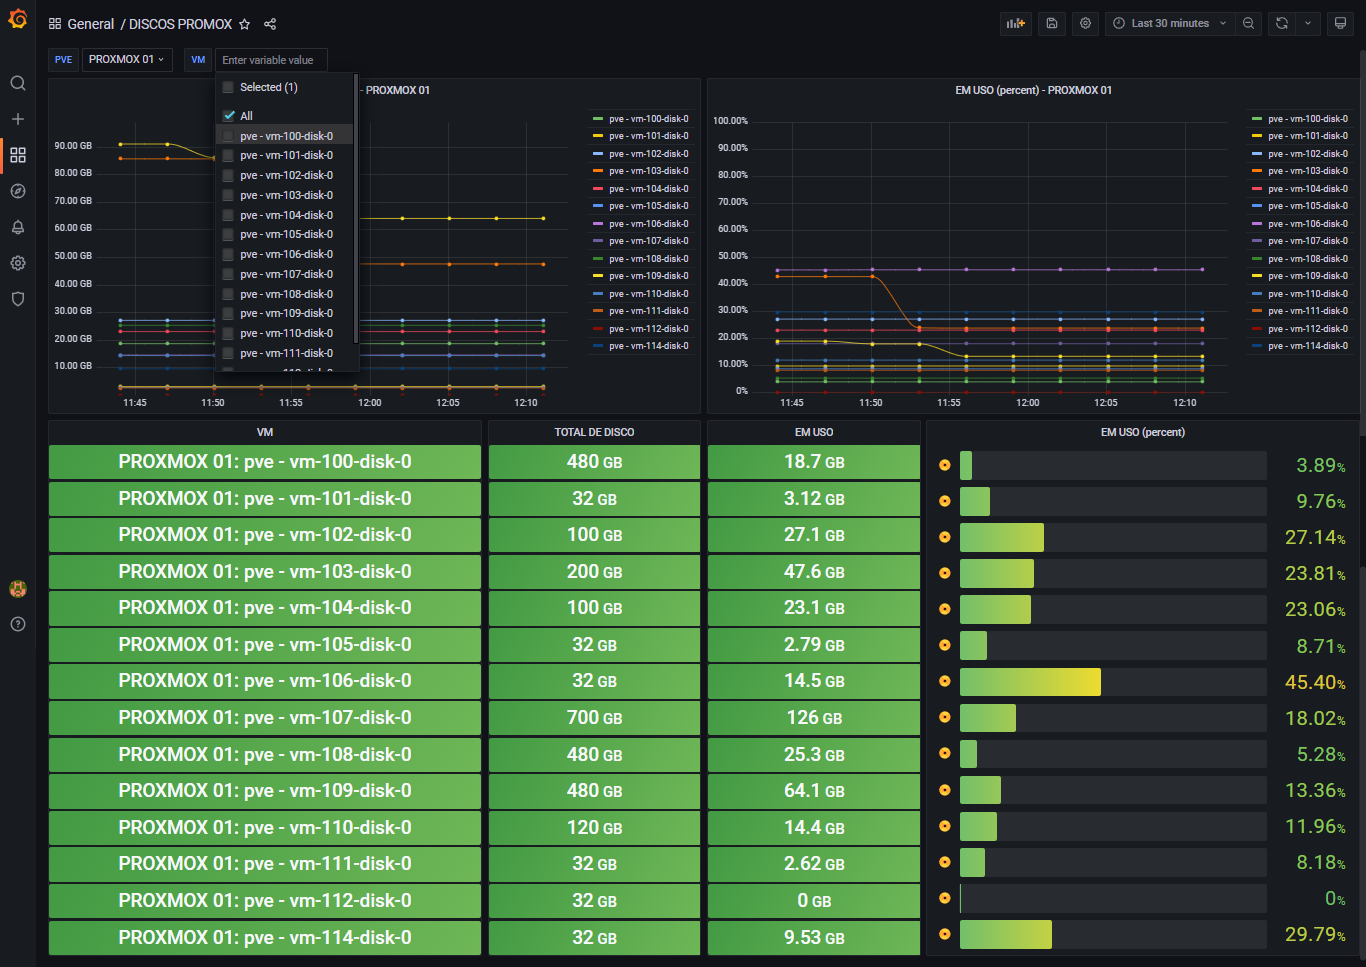 General / DISCOS PROMOX
Last 30 minutes
PVE
PROXMOX 01
VM
Enter variable value
Selected (1)
All
pve - vm-100-disk-0
pve - vm-101-disk-0
pve - vm-102-disk-0
pve - vm-103-disk-0
pve - vm-104-disk-0
pve - vm-105-disk-0
pve - vm-106-disk-0
pve - vm-107-disk-0
pve - vm-108-disk-0
pve - vm-109-disk-0
pve - vm-110-disk-0
pve - vm-111-disk-0
- PROXMOX 01
90.00 GB
80.00 GB
70.00 GB
60.00 GB
50.00 GB
40.00 GB
30.00 GB
20.00 GB
10.00 GB
11:45 11:50 11:55 12:00 12:05 12:10
pve - vm-100-disk-0
pve - vm-101-disk-0
pve - vm-102-disk-0
pve - vm-103-disk-0
pve - vm-104-disk-0
pve - vm-105-disk-0
pve - vm-106-disk-0
pve - vm-107-disk-0
pve - vm-108-disk-0
pve - vm-109-disk-0
pve - vm-110-disk-0
pve - vm-111-disk-0
pve - vm-112-disk-0
pve - vm-114-disk-0
EM USO (percent) - PROXMOX 01
100.00%
90.00%
80.00%
70.00%
60.00%
50.00%
40.00%
30.00%
20.00%
10.00%
0%
11:45 11:50 11:55 12:00 12:05 12:10
pve - vm-100-disk-0
pve - vm-101-disk-0
pve - vm-102-disk-0
pve - vm-103-disk-0
pve - vm-104-disk-0
pve - vm-105-disk-0
pve - vm-106-disk-0
pve - vm-107-disk-0
pve - vm-108-disk-0
pve - vm-109-disk-0
pve - vm-110-disk-0
pve - vm-111-disk-0
pve - vm-112-disk-0
pve - vm-114-disk-0
VM TOTAL DE DISCO EM USO EM USO (percent)
PROXMOX 01: pve - vm-100-disk-0 480 GB 18.7 GB 3.89%
PROXMOX 01: pve - vm-101-disk-0 32 GB 3.12 GB 9.76%
PROXMOX 01: pve - vm-102-disk-0 100 GB 27.1 GB 27.14%
PROXMOX 01: pve - vm-103-disk-0 200 GB 47.6 GB 23.81%
PROXMOX 01: pve - vm-104-disk-0 100 GB 23.1 GB 23.06%
PROXMOX 01: pve - vm-105-disk-0 32 GB 2.79 GB 8.71%
PROXMOX 01: pve - vm-106-disk-0 32 GB 14.5 GB 45.40%
PROXMOX 01: pve - vm-107-disk-0 700 GB 126 GB 18.02%
PROXMOX 01: pve - vm-108-disk-0 480 GB 25.3 GB 5.28%
PROXMOX 01: pve - vm-109-disk-0 480 GB 64.1 GB 13.36%
PROXMOX 01: pve - vm-110-disk-0 120 GB 14.4 GB 11.96%
PROXMOX 01: pve - vm-111-disk-0 32 GB 2.62 GB 8.18%
PROXMOX 01: pve - vm-112-disk-0 32 GB 0 GB 0%
PROXMOX 01: pve - vm-114-disk-0 32 GB 9.53 GB 29.79%